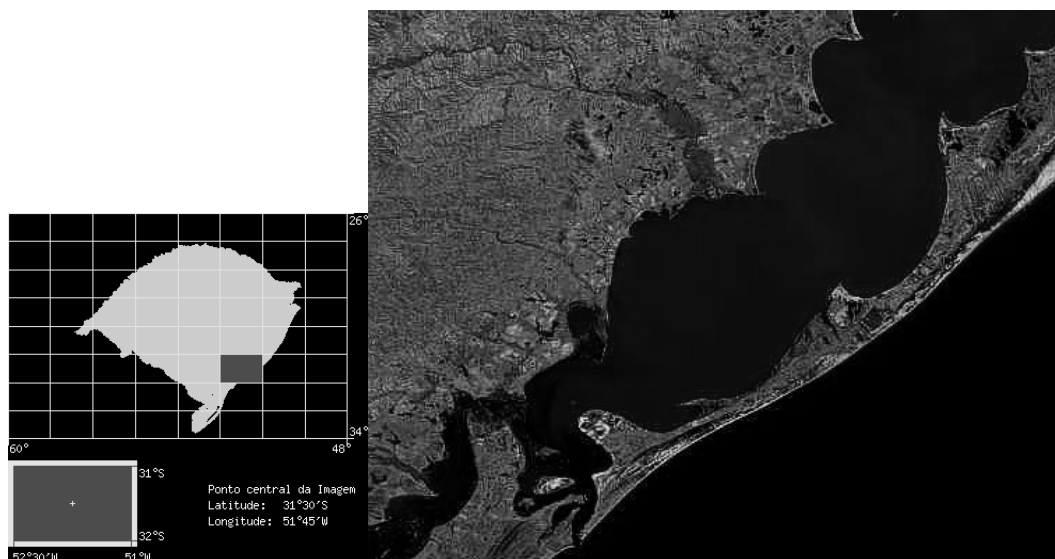 26°
34°
60° 48°
31°S
32°S
52°30'W 51°W
Ponto central da Imagem
Latitude: 31°30'S
Longitude: 51°45'W